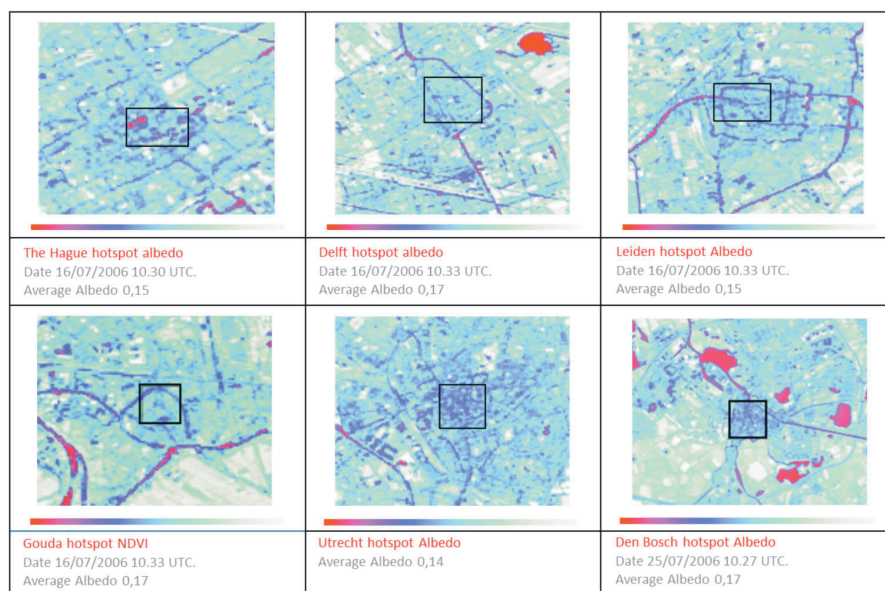 The Hague hotspot albedo
Date 16/07/2006 10.30 UTC.
Average Albedo 0,15
Delft hotspot albedo
Date 16/07/2006 10.33 UTC.
Average Albedo 0,17
Leiden hotspot Albedo
Date 16/07/2006 10.33 UTC.
Average Albedo 0,15
Gouda hotspot NDVI
Date 16/07/2006 10.33 UTC.
Average Albedo 0,17
Utrecht hotspot Albedo
Average Albedo 0,14
Den Bosch hotspot Albedo
Date 25/07/2006 10.27 UTC.
Average Albedo 0,17